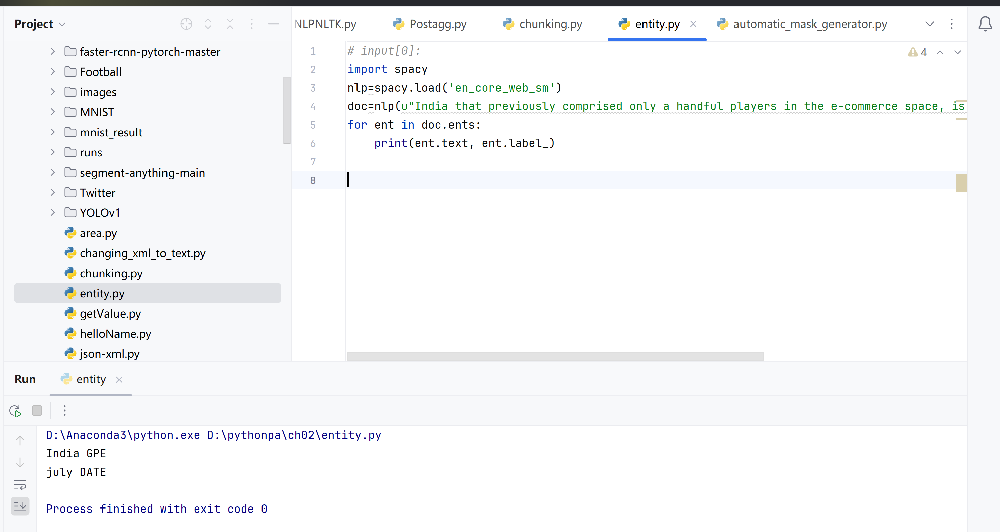 Project
NLPNLTK.py
Postagg.py
chunking.py
entity.py
automatic_mask_generator.py
faster-rcnn-pytorch-master
Football
images
MNIST
mnist_result
runs
segment-anything-main
Twitter
YOLOv1
area.py
changing_xml_to_text.py
chunking.py
entity.py
getValue.py
helloName.py
json-xml.py
4
1 # input[0]:
2 import spacy
3 nlp=spacy.load('en_core_web_sm')
4 doc=nlp(u"India that previously comprised only a handful players in the e-commerce space, is
5 for ent in doc.ents:
6 print(ent.text, ent.label_)
7
8
Run
entity
D:\Anaconda3\python.exe D:\pythonpa\ch02\entity.py
India GPE
july DATE
Process finished with exit code 0